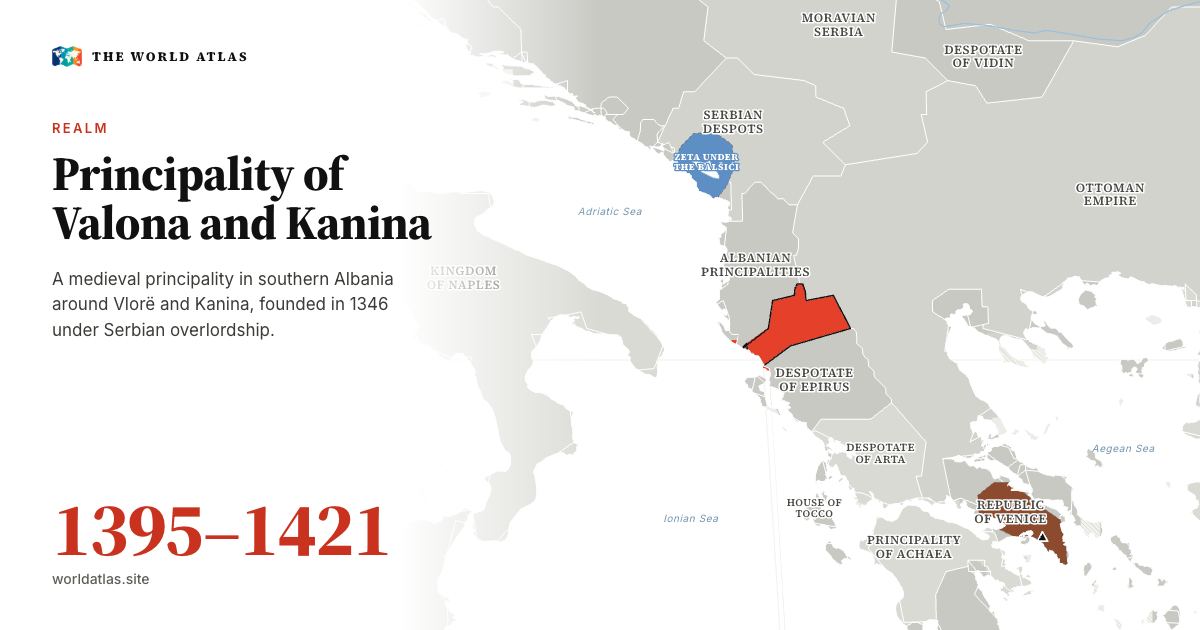 THE WORLD ATLAS
REALM
Principality of
Valona and Kanina
A medieval principality in southern Albania
around Vlorë and Kanina, founded in 1346
under Serbian overlordship.
1395–1421
worldatlas.site
MORAVIAN
SERBIA
DESPOTATE
OF VIDIN
SERBIAN
DESPOTS
ZETA UNDER
THE BALŠIĆI
OTTOMAN
EMPIRE
Adriatic Sea
ALBANIAN
PRINCIPALITIES
KINGDOM
OF NAPLES
DESPOTATE
OF EPIRUS
DESPOTATE
OF ARTA
Aegean Sea
HOUSE OF
TOCCO
REPUBLIC
OF VENICE
Ionian Sea
PRINCIPALITY
OF ACHAEA